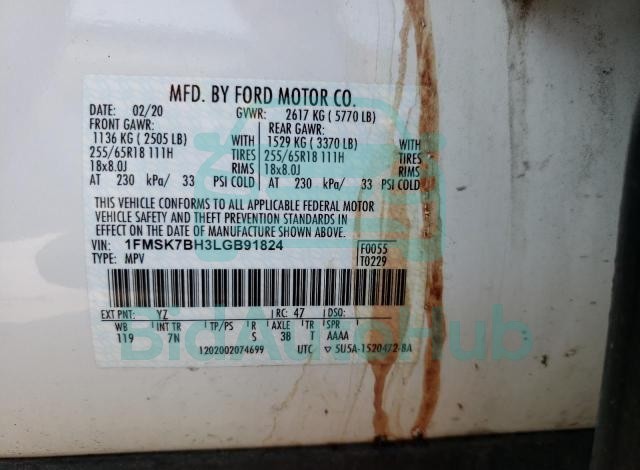 MFD. BY FORD MOTOR CO.
DATE: 02/20 GVWR: 2617 KG (5770 LB)
FRONT GAWR: REAR GAWR:
1136 KG (2505 LB) WITH 1529 KG (3370 LB) WITH
255/65R18 111H TIRES 255/65R18 111H TIRES
18x8.0J RIMS 18x8.0J RIMS
AT 230 kPa/ 33 PSI COLD AT 230 kPa/ 33 PSI COLD
THIS VEHICLE CONFORMS TO ALL APPLICABLE FEDERAL MOTOR
VEHICLE SAFETY AND THEFT PREVENTION STANDARDS IN
EFFECT ON THE DATE OF MANUFACTURE SHOWN ABOVE.
VIN: 1FMSK7BH3LGB91824 F0055
TYPE: MPV T0229
EXT PNT: YZ RC: 47 DSO:
WB INT TR TP/PS R AXLE TR SPR
119 7N S 3B T AAAA
1202002074699 UTC 5U5A-1520472-BA
BidAutoHub